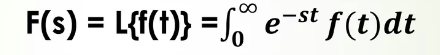 F(s) = L{f(t)} =∫₀^∞ e^{−st} f(t)dt